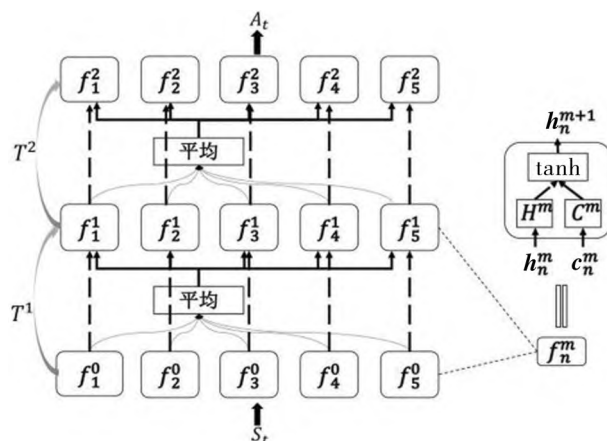 A_t
f_1^2 f_2^2 f_3^2 f_4^2 f_5^2
T^2
平均
f_1^1 f_2^1 f_3^1 f_4^1 f_5^1
T^1
平均
f_1^0 f_2^0 f_3^0 f_4^0 f_5^0
S_t
h_n^{m+1}
tanh
H^m C^m
h_n^m c_n^m
f_n^m